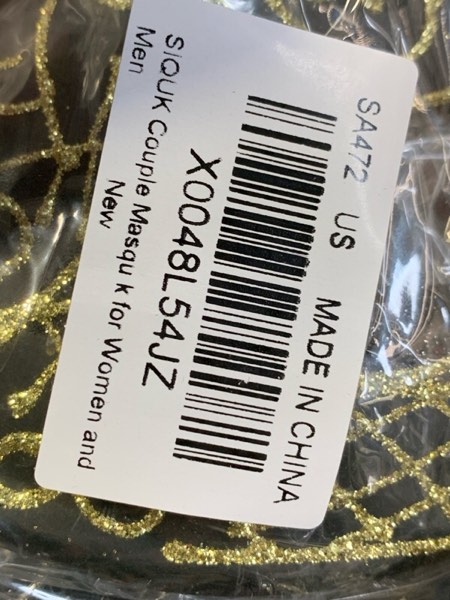 SA472 US MADE IN CHINA
X0048L54JZ
SIQUK Couple Masqu k for Women and
Men
New